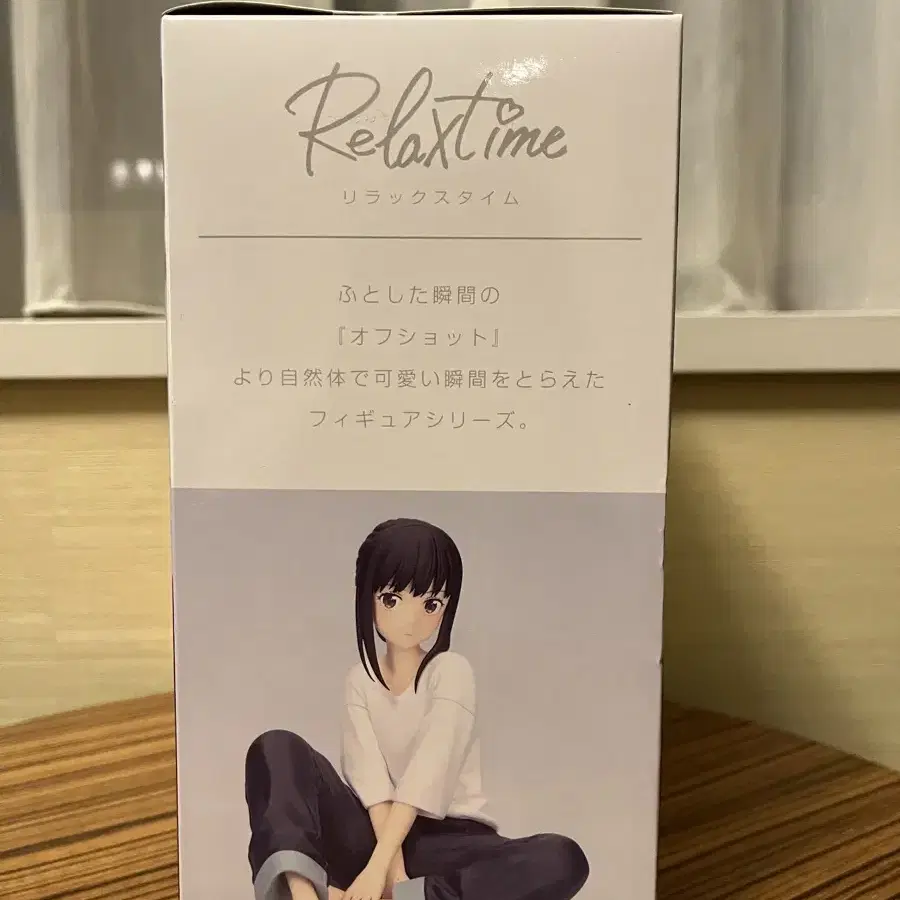 Relaxtime
リラックスタイム
ふとした瞬間の
『オフショット』
より自然体で可愛い瞬間をとらえた
フィギュアシリーズ。